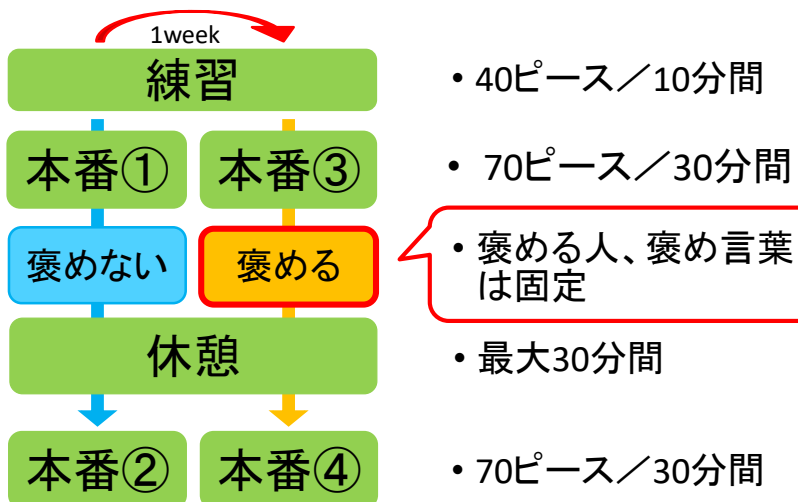 1week
練習
・40ピース／10分間
本番① 本番③
・ 70ピース／30分間
褒めない 褒める
・褒める人、褒め言葉
は固定
休憩
・最大30分間
本番② 本番④
・70ピース／30分間